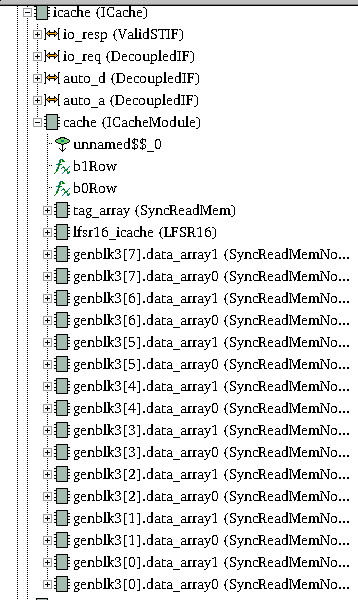 icache (ICache)
io_resp (ValidSTIF)
io_req (DecoupledIF)
auto_d (DecoupledIF)
auto_a (DecoupledIF)
cache (ICacheModule)
unnamed$$_0
b1Row
b0Row
tag_array (SyncReadMem)
lfsr16_icache (LFSR16)
genblk3[7].data_array1 (SyncReadMemNo...
genblk3[7].data_array0 (SyncReadMemNo...
genblk3[6].data_array1 (SyncReadMemNo...
genblk3[6].data_array0 (SyncReadMemNo...
genblk3[5].data_array1 (SyncReadMemNo...
genblk3[5].data_array0 (SyncReadMemNo...
genblk3[4].data_array1 (SyncReadMemNo...
genblk3[4].data_array0 (SyncReadMemNo...
genblk3[3].data_array1 (SyncReadMemNo...
genblk3[3].data_array0 (SyncReadMemNo...
genblk3[2].data_array1 (SyncReadMemNo...
genblk3[2].data_array0 (SyncReadMemNo...
genblk3[1].data_array1 (SyncReadMemNo...
genblk3[1].data_array0 (SyncReadMemNo...
genblk3[0].data_array1 (SyncReadMemNo...
genblk3[0].data_array0 (SyncReadMemNo...